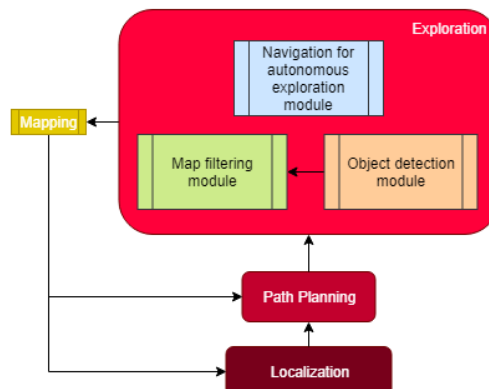 Exploration
Navigation for
autonomous
exploration
module
Mapping
Map filtering
module
Object detection
module
Path Planning
Localization